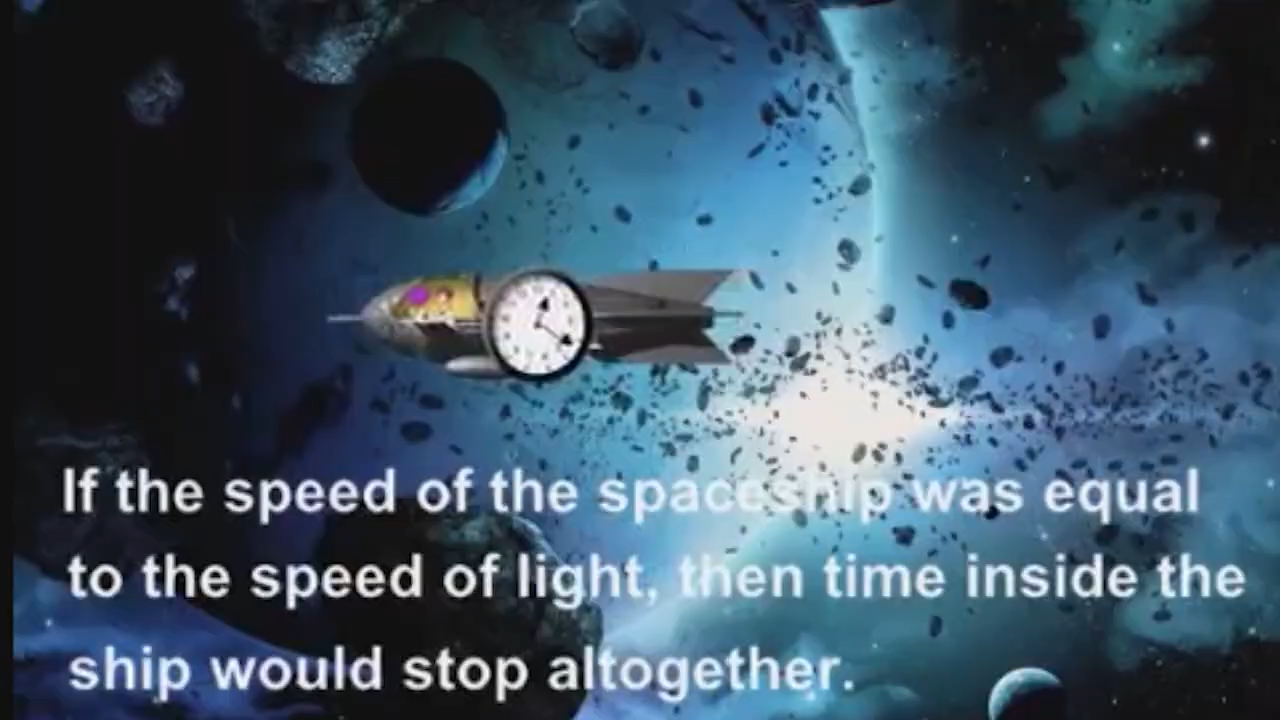 If the speed of the spaceship was equal
to the speed of light, then time inside the
ship would stop altogether.